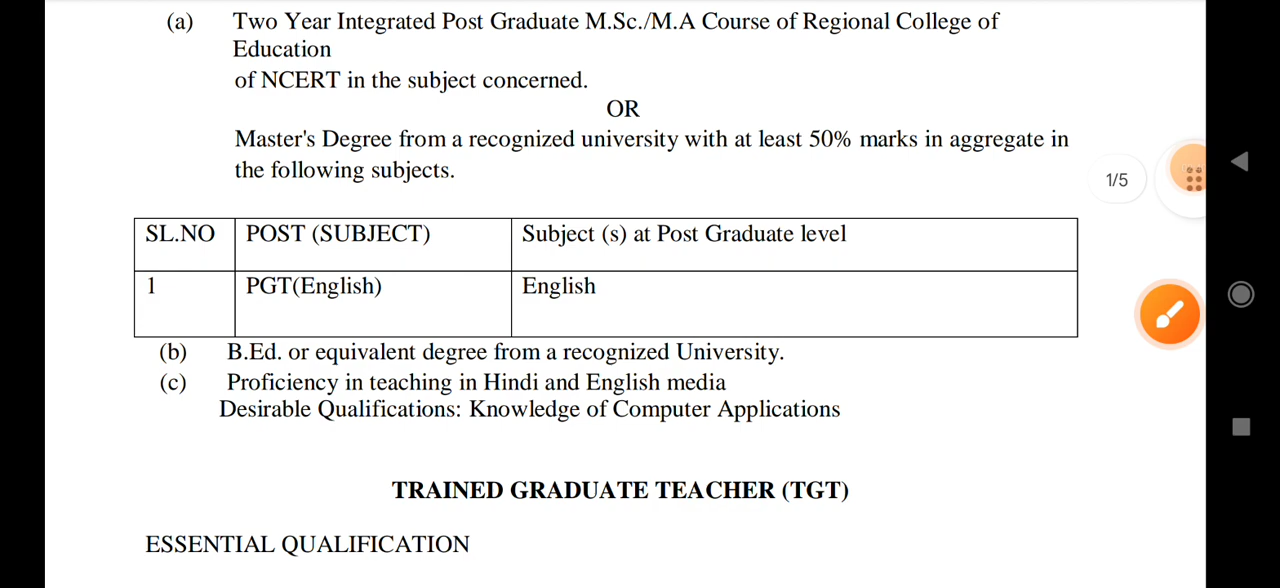 (a) Two Year Integrated Post Graduate M.Sc./M.A Course of Regional College of
Education
of NCERT in the subject concerned.
OR
Master's Degree from a recognized university with at least 50% marks in aggregate in
the following subjects.
1/5
SL.NO POST (SUBJECT) Subject (s) at Post Graduate level
1 PGT(English) English
(b) B.Ed. or equivalent degree from a recognized University.
(c) Proficiency in teaching in Hindi and English media
Desirable Qualifications: Knowledge of Computer Applications
TRAINED GRADUATE TEACHER (TGT)
ESSENTIAL QUALIFICATION